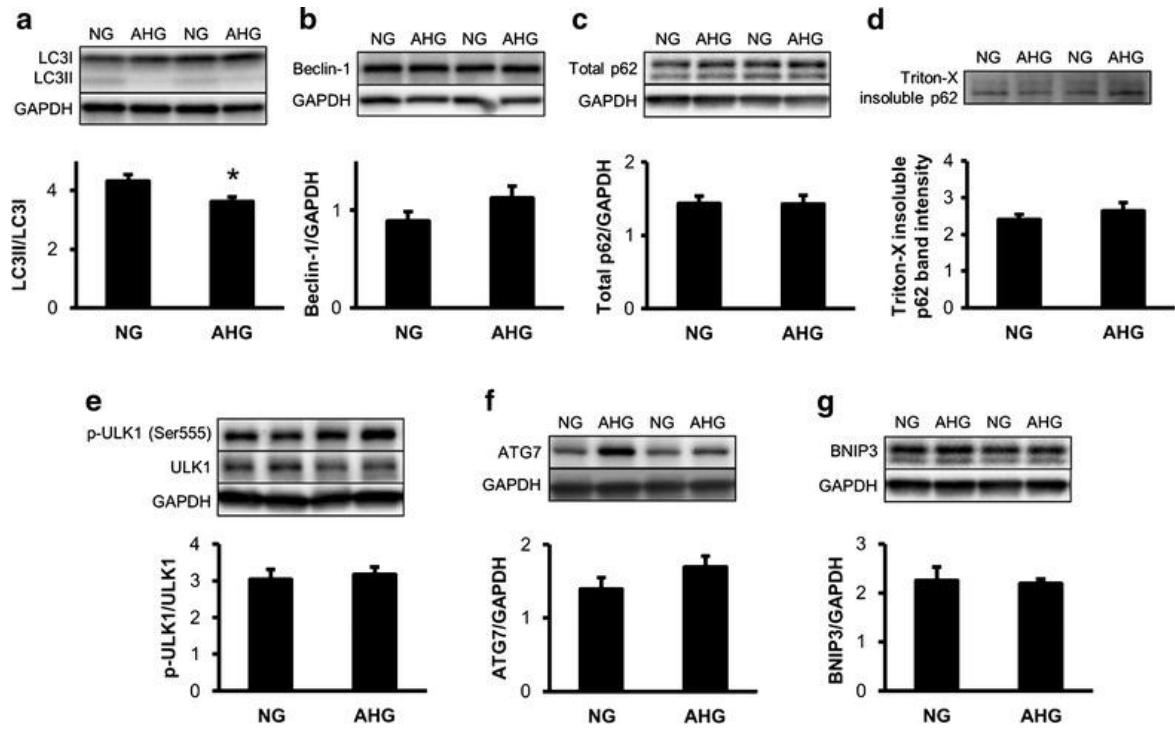 a
NG AHG NG AHG
LC3I
LC3II
GAPDH
LC3II/LC3I
4
2
0
*
NG AHG
b
NG AHG NG AHG
Beclin-1
GAPDH
Beclin-1/GAPDH
1
0
NG AHG
c
NG AHG NG AHG
Total p62
GAPDH
Total p62/GAPDH
2
1
0
NG AHG
d
NG AHG NG AHG
Triton-X
insoluble p62
Triton-X insoluble
p62 band intensity
4
3
2
1
0
NG AHG
e
p-ULK1 (Ser555)
ULK1
GAPDH
p-ULK1/ULK1
4
3
2
1
0
NG AHG
f
NG AHG NG AHG
ATG7
GAPDH
ATG7/GAPDH
2
1
0
NG AHG
g
NG AHG NG AHG
BNIP3
GAPDH
BNIP3/GAPDH
3
2
1
0
NG AHG